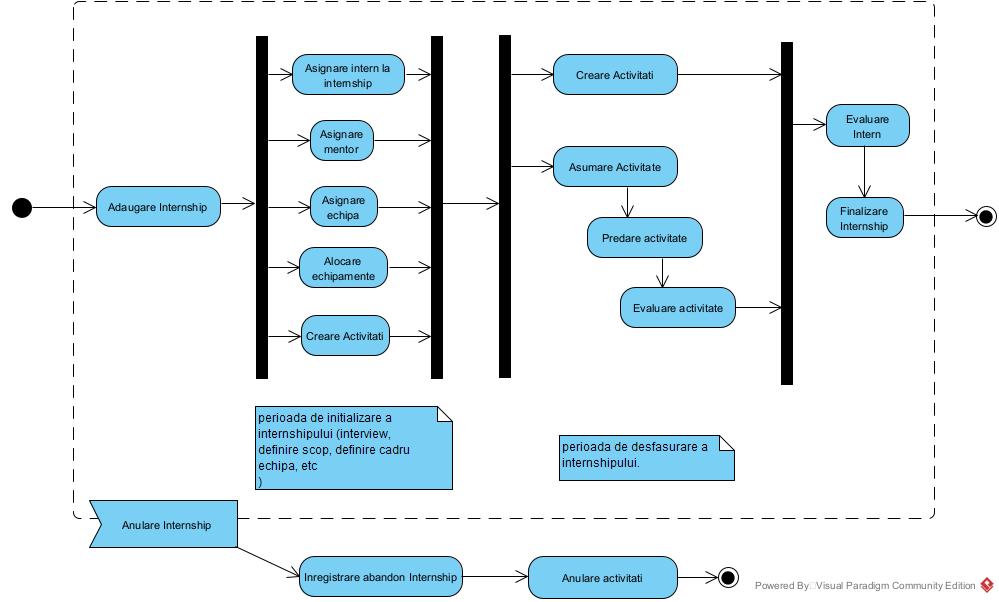 Asignare intern la
internship
Creare Activitati
Evaluare
Intern
Asignare
mentor
Asumare Activitate
Adaugare Internship
Asignare
echipa
Finalizare
Internship
Predare activitate
Alocare
echipamente
Evaluare activitate
Creare Activitati
perioada de initializare a
internshipului (interview,
definire scop, definire cadru
echipa, etc
)
perioada de desfasurare a
internshipului.
Anulare Internship
Inregistrare abandon Internship
Anulare activitati
Powered By Visual Paradigm Community Edition